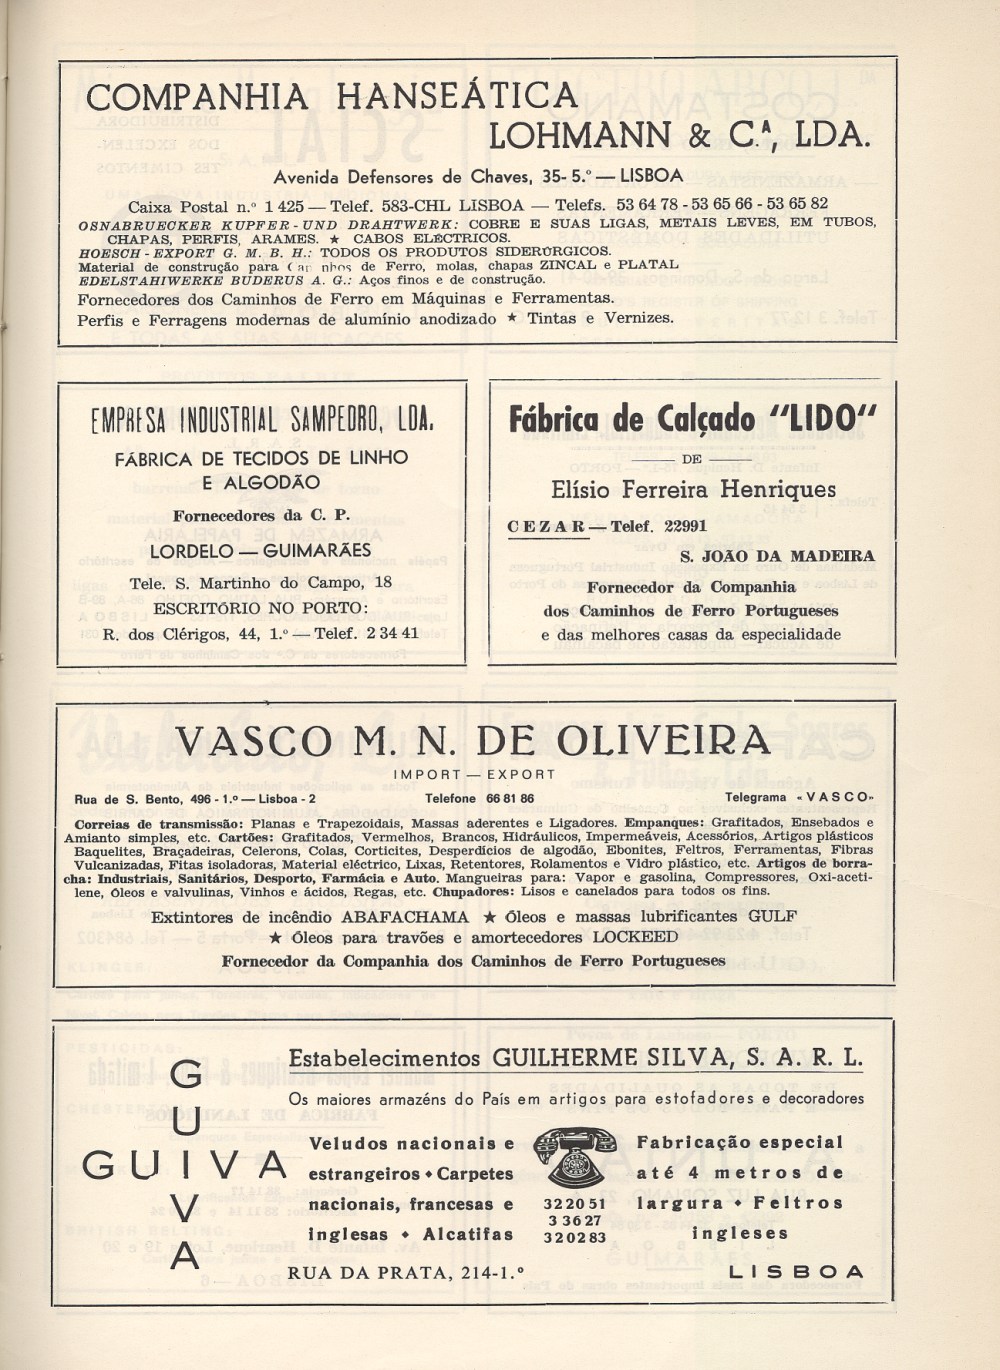 COMPANHIA HANSEÁTICA
LOHMANN & C.ª, LDA.
Avenida Defensores de Chaves, 35-5.º — LISBOA
Caixa Postal n.º 1 425 — Telef. 583-CHL LISBOA — Telefs. 53 64 78 - 53 65 66 - 53 65 82
OSNABRUECKER KUPFER-UND DRAHTWERK: COBRE E SUAS LIGAS, METAIS LEVES, EM TUBOS,
CHAPAS, PERFIS, ARAMES. ★ CABOS ELÉCTRICOS.
HOESCH-EXPORT G. M. B. H.: TODOS OS PRODUTOS SIDERÚRGICOS.
Material de construção para Caminhos de Ferro, molas, chapas ZINCAL e PLATAL
EDELSTAHIWERKE BUDERUS A. G.: Aços finos e de construção.
Fornecedores dos Caminhos de Ferro em Máquinas e Ferramentas.
Perfis e Ferragens modernas de alumínio anodizado ★ Tintas e Vernizes.
EMPRESA INDUSTRIAL SAMPEDRO, LDA.
FÁBRICA DE TECIDOS DE LINHO
E ALGODÃO
Fornecedores da C. P.
LORDELO — GUIMARÃES
Tele. S. Martinho do Campo, 18
ESCRITÓRIO NO PORTO:
R. dos Clérigos, 44, 1.º — Telef. 2 34 41
Fábrica de Calçado "LIDO"
DE
Elísio Ferreira Henriques
CEZAR — Telef. 22991
S. JOÃO DA MADEIRA
Fornecedor da Companhia
dos Caminhos de Ferro Portugueses
e das melhores casas da especialidade
VASCO M. N. DE OLIVEIRA
IMPORT — EXPORT
Rua de S. Bento, 496 - 1.º — Lisboa - 2 Telefone 66 81 86 Telegrama «VASCO»
Correias de transmissão: Planas e Trapezoidais, Massas aderentes e Ligadores. Empanques: Grafitados, Ensebados e
Amianto simples, etc. Cartões: Grafitados, Vermelhos, Brancos, Hidráulicos, Impermeáveis, Acessórios, Artigos plásticos
Baquelites, Braçadeiras, Celerons, Colas, Corticites, Desperdícios de algodão, Ebonites, Feltros, Ferramentas, Fibras
Vulcanizadas, Fitas isoladoras, Material eléctrico, Lixas, Retentores, Rolamentos e Vidro plástico, etc. Artigos de borra-
cha: Industriais, Sanitários, Desporto, Farmácia e Auto. Mangueiras para: Vapor e gasolina, Compressores, Oxi-aceti-
lene, Óleos e valvulinas, Vinhos e ácidos, Regas, etc. Chupadores: Lisos e canelados para todos os fins.
Extintores de incêndio ABAFACHAMA ★ Óleos e massas lubrificantes GULF
★ Óleos para travões e amortecedores LOCKEED
Fornecedor da Companhia dos Caminhos de Ferro Portugueses
GUIVA
GUIVA
Estabelecimentos GUILHERME SILVA, S. A. R. L.
Os maiores armazéns do País em artigos para estofadores e decoradores
Veludos nacionais e
estrangeiros ♦ Carpetes
nacionais, francesas e
inglesas ♦ Alcatifas
322051
33627
320283
Fabricação especial
até 4 metros de
largura ♦ Feltros
ingleses
RUA DA PRATA, 214-1.º LISBOA